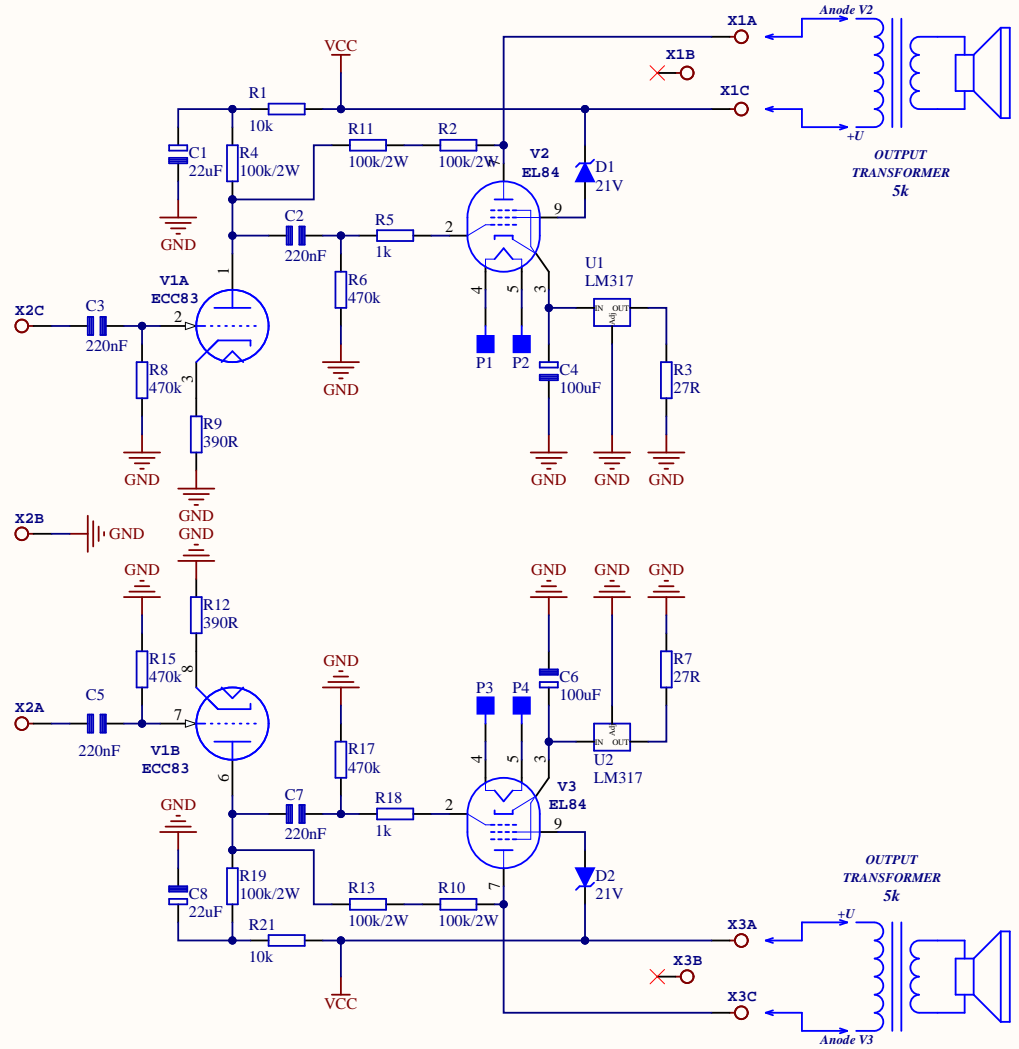 Anode V2
X1A
VCC
X1B
R1
X1C
10k
+U
R11
R2
C1
22uF
R4
100k/2W
100k/2W
100k/2W
7
V2
EL84
OUTPUT
TRANSFORMER
5k
D1
21V
C2
R5
2
9
220nF
1k
GND
1
U1
LM317
V1A
ECC83
R6
470k
4
5
3
X2C
C3
2
IN
Adj
OUT
220nF
P1
P2
R8
470k
3
GND
C4
100uF
R3
27R
R9
390R
GND
GND
GND
GND
GND
X2B
GND
GND
GND
GND
GND
GND
R12
390R
R15
470k
8
GND
C6
100uF
R7
27R
P3
P4
X2A
C5
7
220nF
V1B
ECC83
R17
470k
IN
Adj
OUT
U2
LM317
4
5
3
6
V3
EL84
GND
C7
R18
2
220nF
1k
9
OUTPUT
TRANSFORMER
5k
C8
22uF
R19
100k/2W
R13
R10
7
D2
21V
100k/2W
100k/2W
+U
R21
10k
X3A
X3B
VCC
X3C
Anode V3